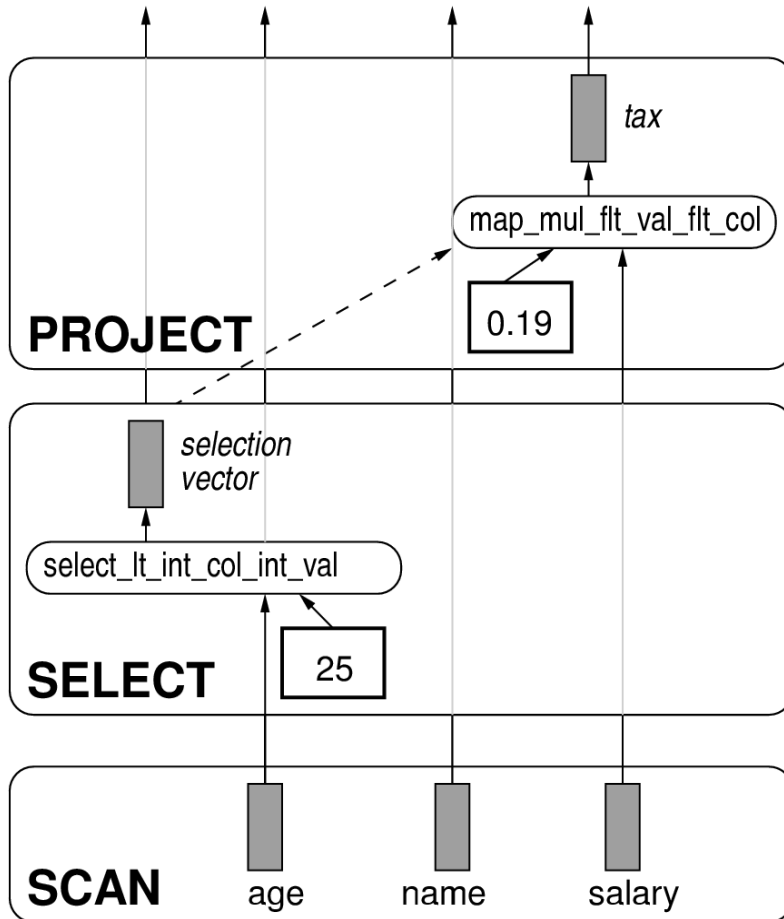 tax
map_mul_flt_val_flt_col
0.19
PROJECT
selection
vector
select_lt_int_col_int_val
25
SELECT
SCAN
age
name
salary